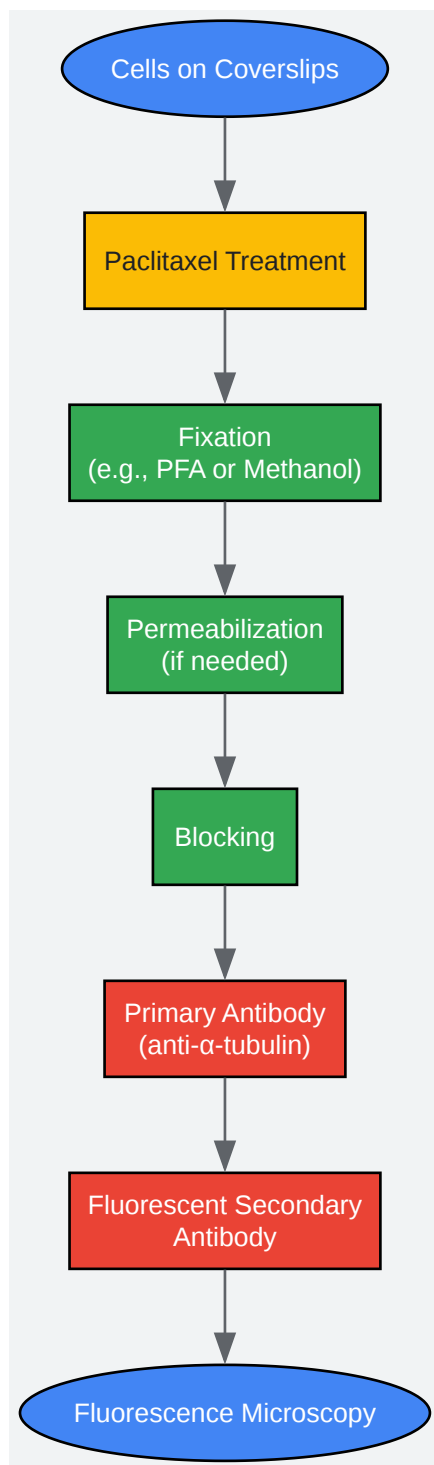 Cells on Coverslips
Paclitaxel Treatment
Fixation
(e.g., PFA or Methanol)
Permeabilization
(if needed)
Blocking
Primary Antibody
(anti-α-tubulin)
Fluorescent Secondary
Antibody
Fluorescence Microscopy